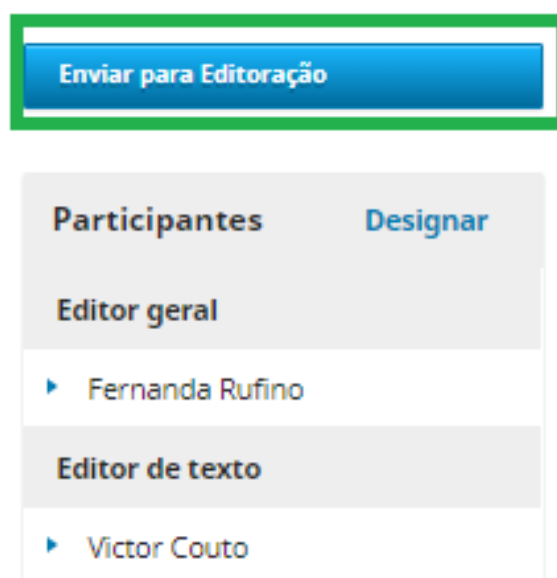 Enviar para Editoração
Participantes Designar
Editor geral
Fernanda Rufino
Editor de texto
Victor Couto